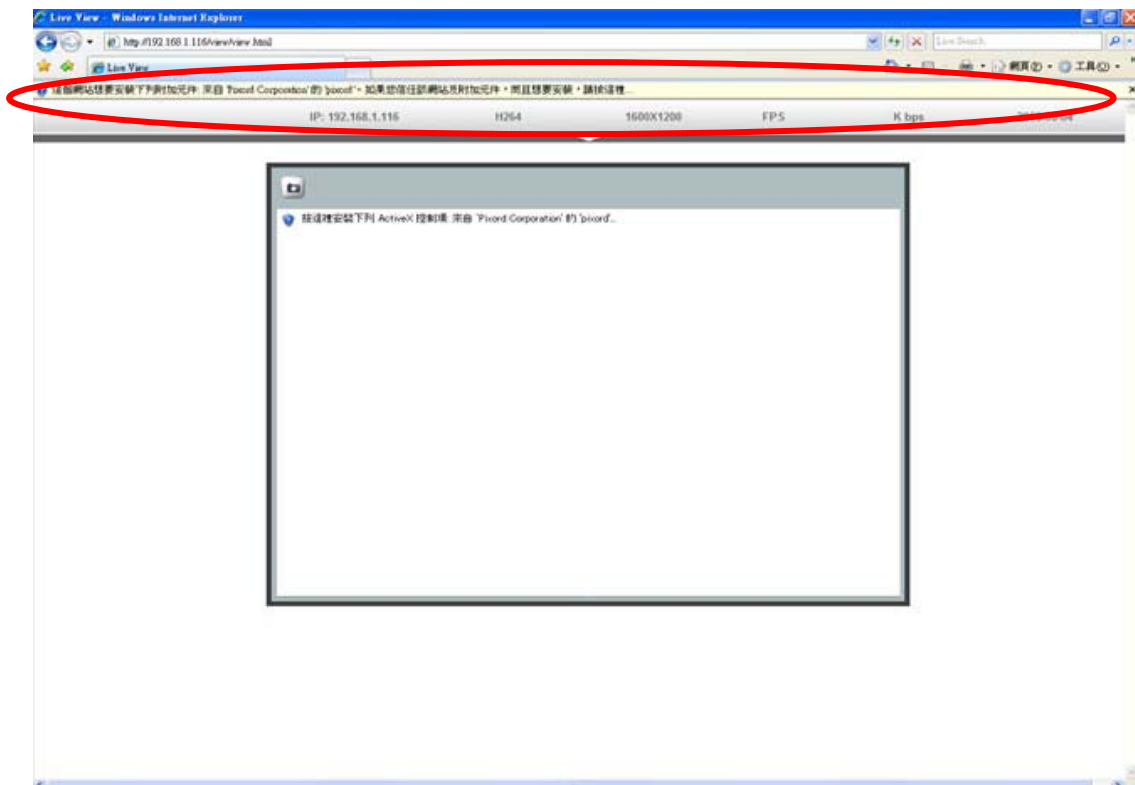 Live View - Windows Internet Explorer
http://192.168.1.116/view/view.html
Live Search
Live View
網頁(P)
工具(O)
這個網站想要安裝下列附加元件: 來自 'Pixord Corporation' 的 'pixord'。如果您信任該網站及附加元件，而且想要安裝，請按這裡...
IP: 192.168.1.116 H264 1600X1200 FPS K bps
按這裡安裝下列 ActiveX 控制項: 來自 'Pixord Corporation' 的 'pixord'...